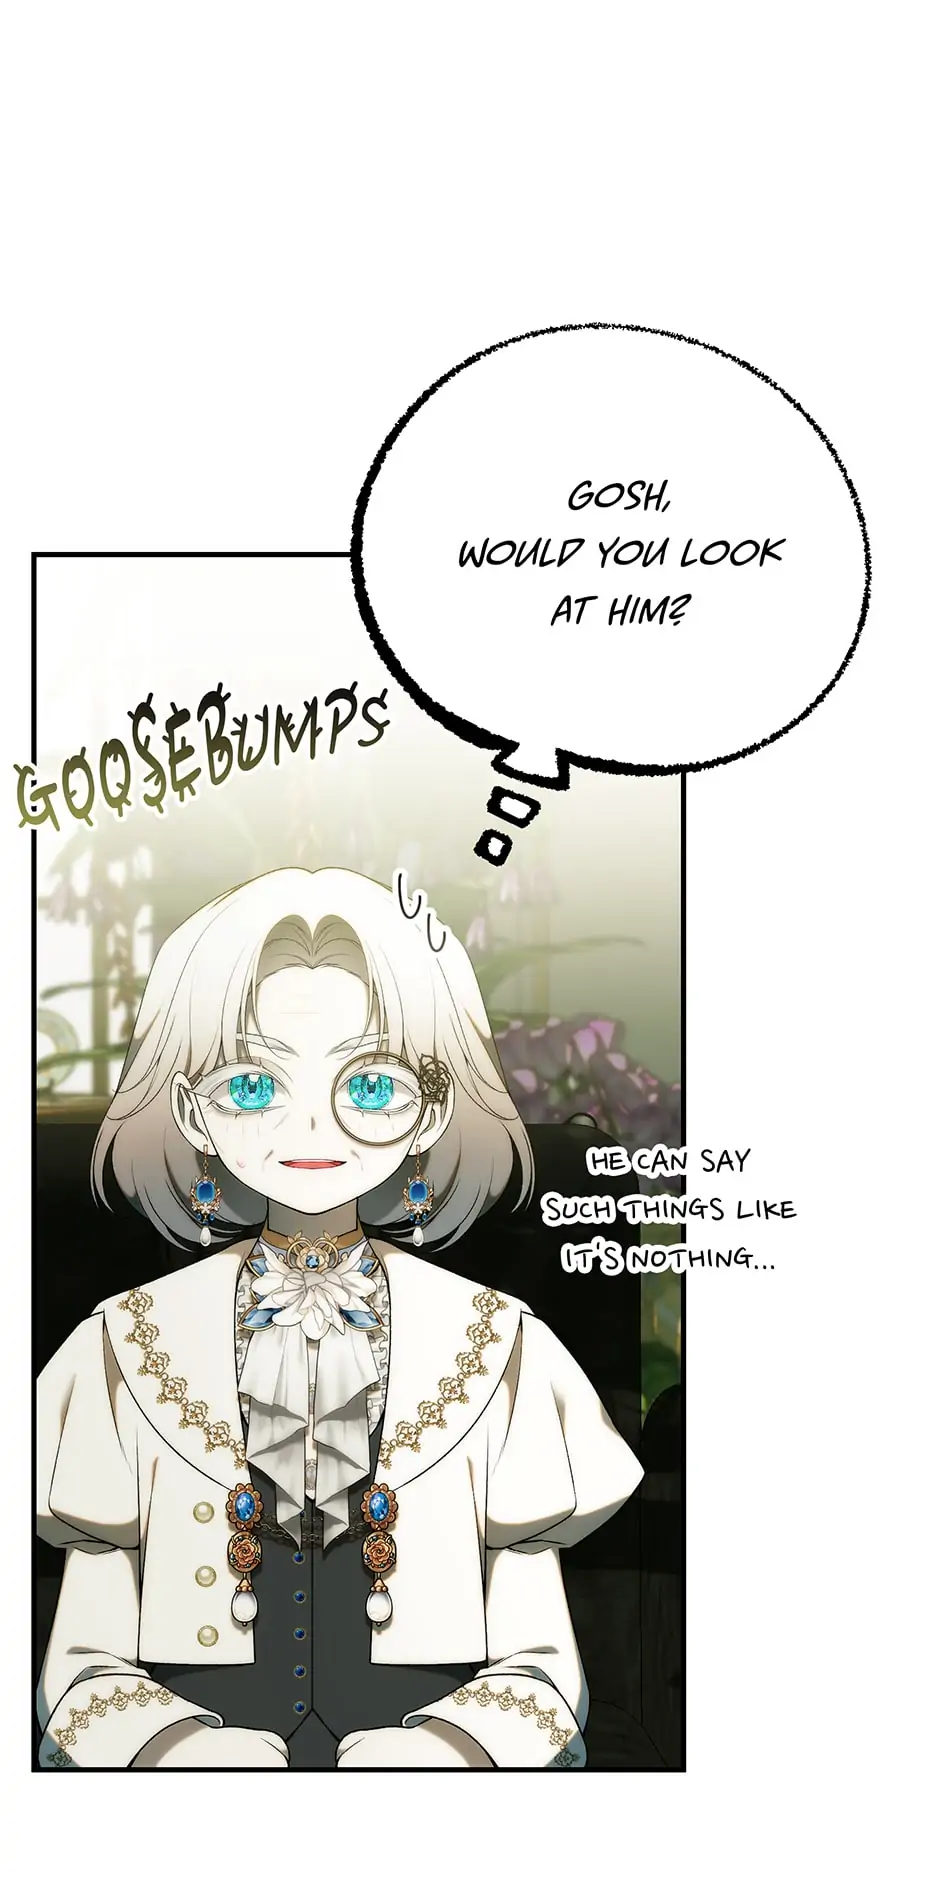 GOSH,
WOULD YOU LOOK
AT HIM?
GOOSEBUMPS
HE CAN SAY
SUCH THINGS LIKE
IT'S NOTHING...